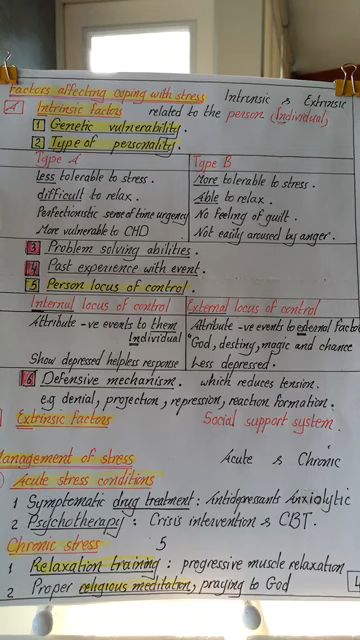 Factors affecting coping with stress Intrinsic & Extrinsic
A Intrinsic factors related to the person (Individual)
1 Genetic vulnerability.
2 Type of personality.
Type A Type B
Less tolerable to stress. More tolerable to stress.
difficult to relax. Able to relax.
Perfectionistic sense of time urgency No feeling of guilt.
More vulnerable to CHD Not easily aroused by anger.
3 Problem solving abilities.
4 Past experience with event.
5 Person locus of control.
Internal locus of control External locus of control
Attribute -ve events to them Attribute -ve events to external factor
Individual God, destiny, magic and chance
Show depressed helpless response Less depressed.
6 Defensive mechanism. which reduces tension.
e.g denial, projection, repression, reaction formation.
Extrinsic factors Social support system.
Management of stress Acute & Chronic
Acute stress conditions
1 Symptomatic drug treatment : Antidepressants Anxiolytic
2 Psychotherapy : Crisis intervention & CBT.
Chronic stress 5
1 Relaxation training : progressive muscle relaxation
2 Proper religious meditation, praying to God
4